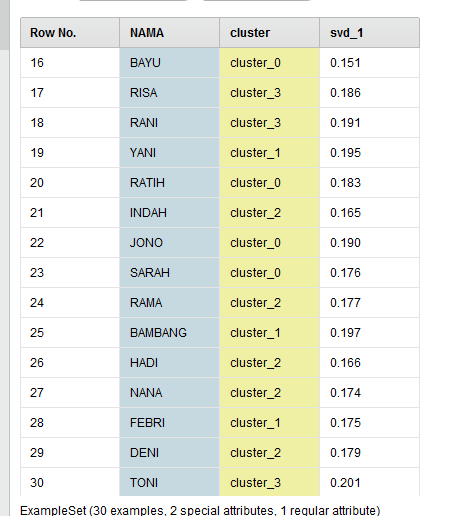 Row No. NAMA cluster svd_1
16 BAYU cluster_0 0.151
17 RISA cluster_3 0.186
18 RANI cluster_3 0.191
19 YANI cluster_1 0.195
20 RATIH cluster_0 0.183
21 INDAH cluster_2 0.165
22 JONO cluster_0 0.190
23 SARAH cluster_0 0.176
24 RAMA cluster_2 0.177
25 BAMBANG cluster_1 0.197
26 HADI cluster_2 0.166
27 NANA cluster_2 0.174
28 FEBRI cluster_1 0.175
29 DENI cluster_2 0.179
30 TONI cluster_3 0.201
ExampleSet (30 examples, 2 special attributes, 1 regular attribute)